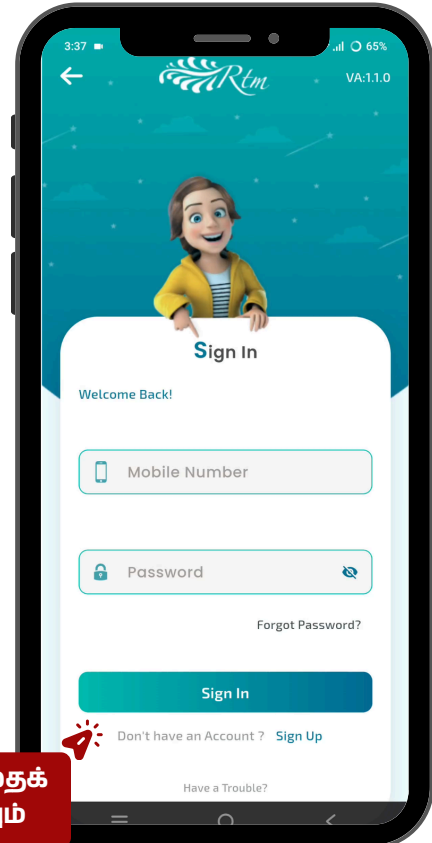 3:37
65%
Rtm
VA:1.1.0
Sign In
Welcome Back!
Mobile Number
Password
Forgot Password?
Sign In
Don't have an Account ? Sign Up
Have a Trouble?